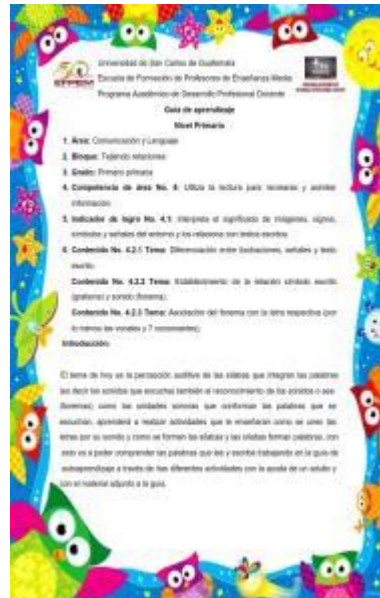 Universidad de San Carlos de Guatemala
Escuela de Formación de Profesores de Enseñanza Media
EFPEM
Programa Académico de Desarrollo Profesional Docente
Guía de aprendizaje
Nivel Primario
1. Área: Comunicación y Lenguaje
2. Bloque: Tejiendo relaciones
3. Grado: Primero primaria
4. Competencia de área No. 4: Utiliza la lectura para recrearse y asimilar
información
5. Indicador de logro No. 4.1: Interpreta el significado de imágenes, signos,
símbolos y señales del entorno y los relaciona con textos escritos
6. Contenido No. 4.2.1 Tema: Diferenciación entre ilustraciones, señales y texto
escrito.
Contenido No. 4.2.2 Tema: Establecimiento de la relación símbolo escrito
(grafema) y sonido (fonema).
Contenido No. 4.2.3 Tema: Asociación del fonema con la letra respectiva (por
lo menos las vocales y 7 consonantes).
Introducción:
El tema de hoy es la percepción auditiva de las sílabas que integran las palabras
(es decir los sonidos que escucha) también el reconocimiento de los sonidos o sea
(fonemas) como las unidades sonoras que conforman las palabras que se
escuchan, aprenderá a realizar actividades que le enseñarán como se unen las
letras por su sonido y como se forman las sílabas y las sílabas forman palabras, con
esto va a poder comprender las palabras que lee y escribe trabajando en la guía de
autoaprendizaje a través de las diferentes actividades con la ayuda de un adulto y
con el material adjunto a la guía.